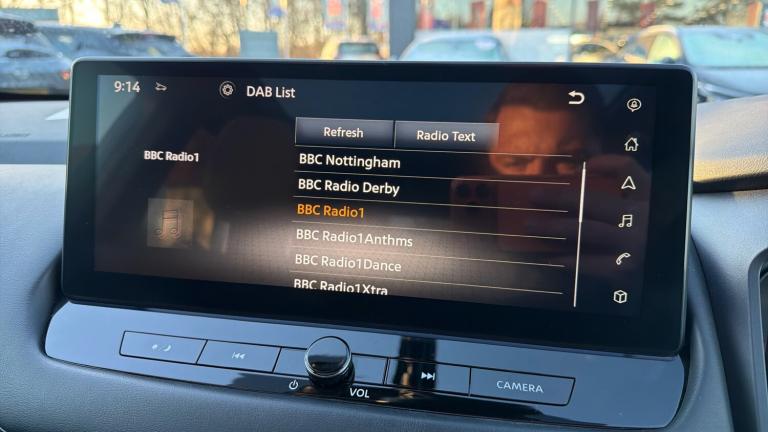 9:14
DAB List
Refresh
Radio Text
BBC Radio1
BBC Nottingham
BBC Radio Derby
BBC Radio1
BBC Radio1Anthms
BBC Radio1Dance
BBC Radio1Xtra
VOL
CAMERA